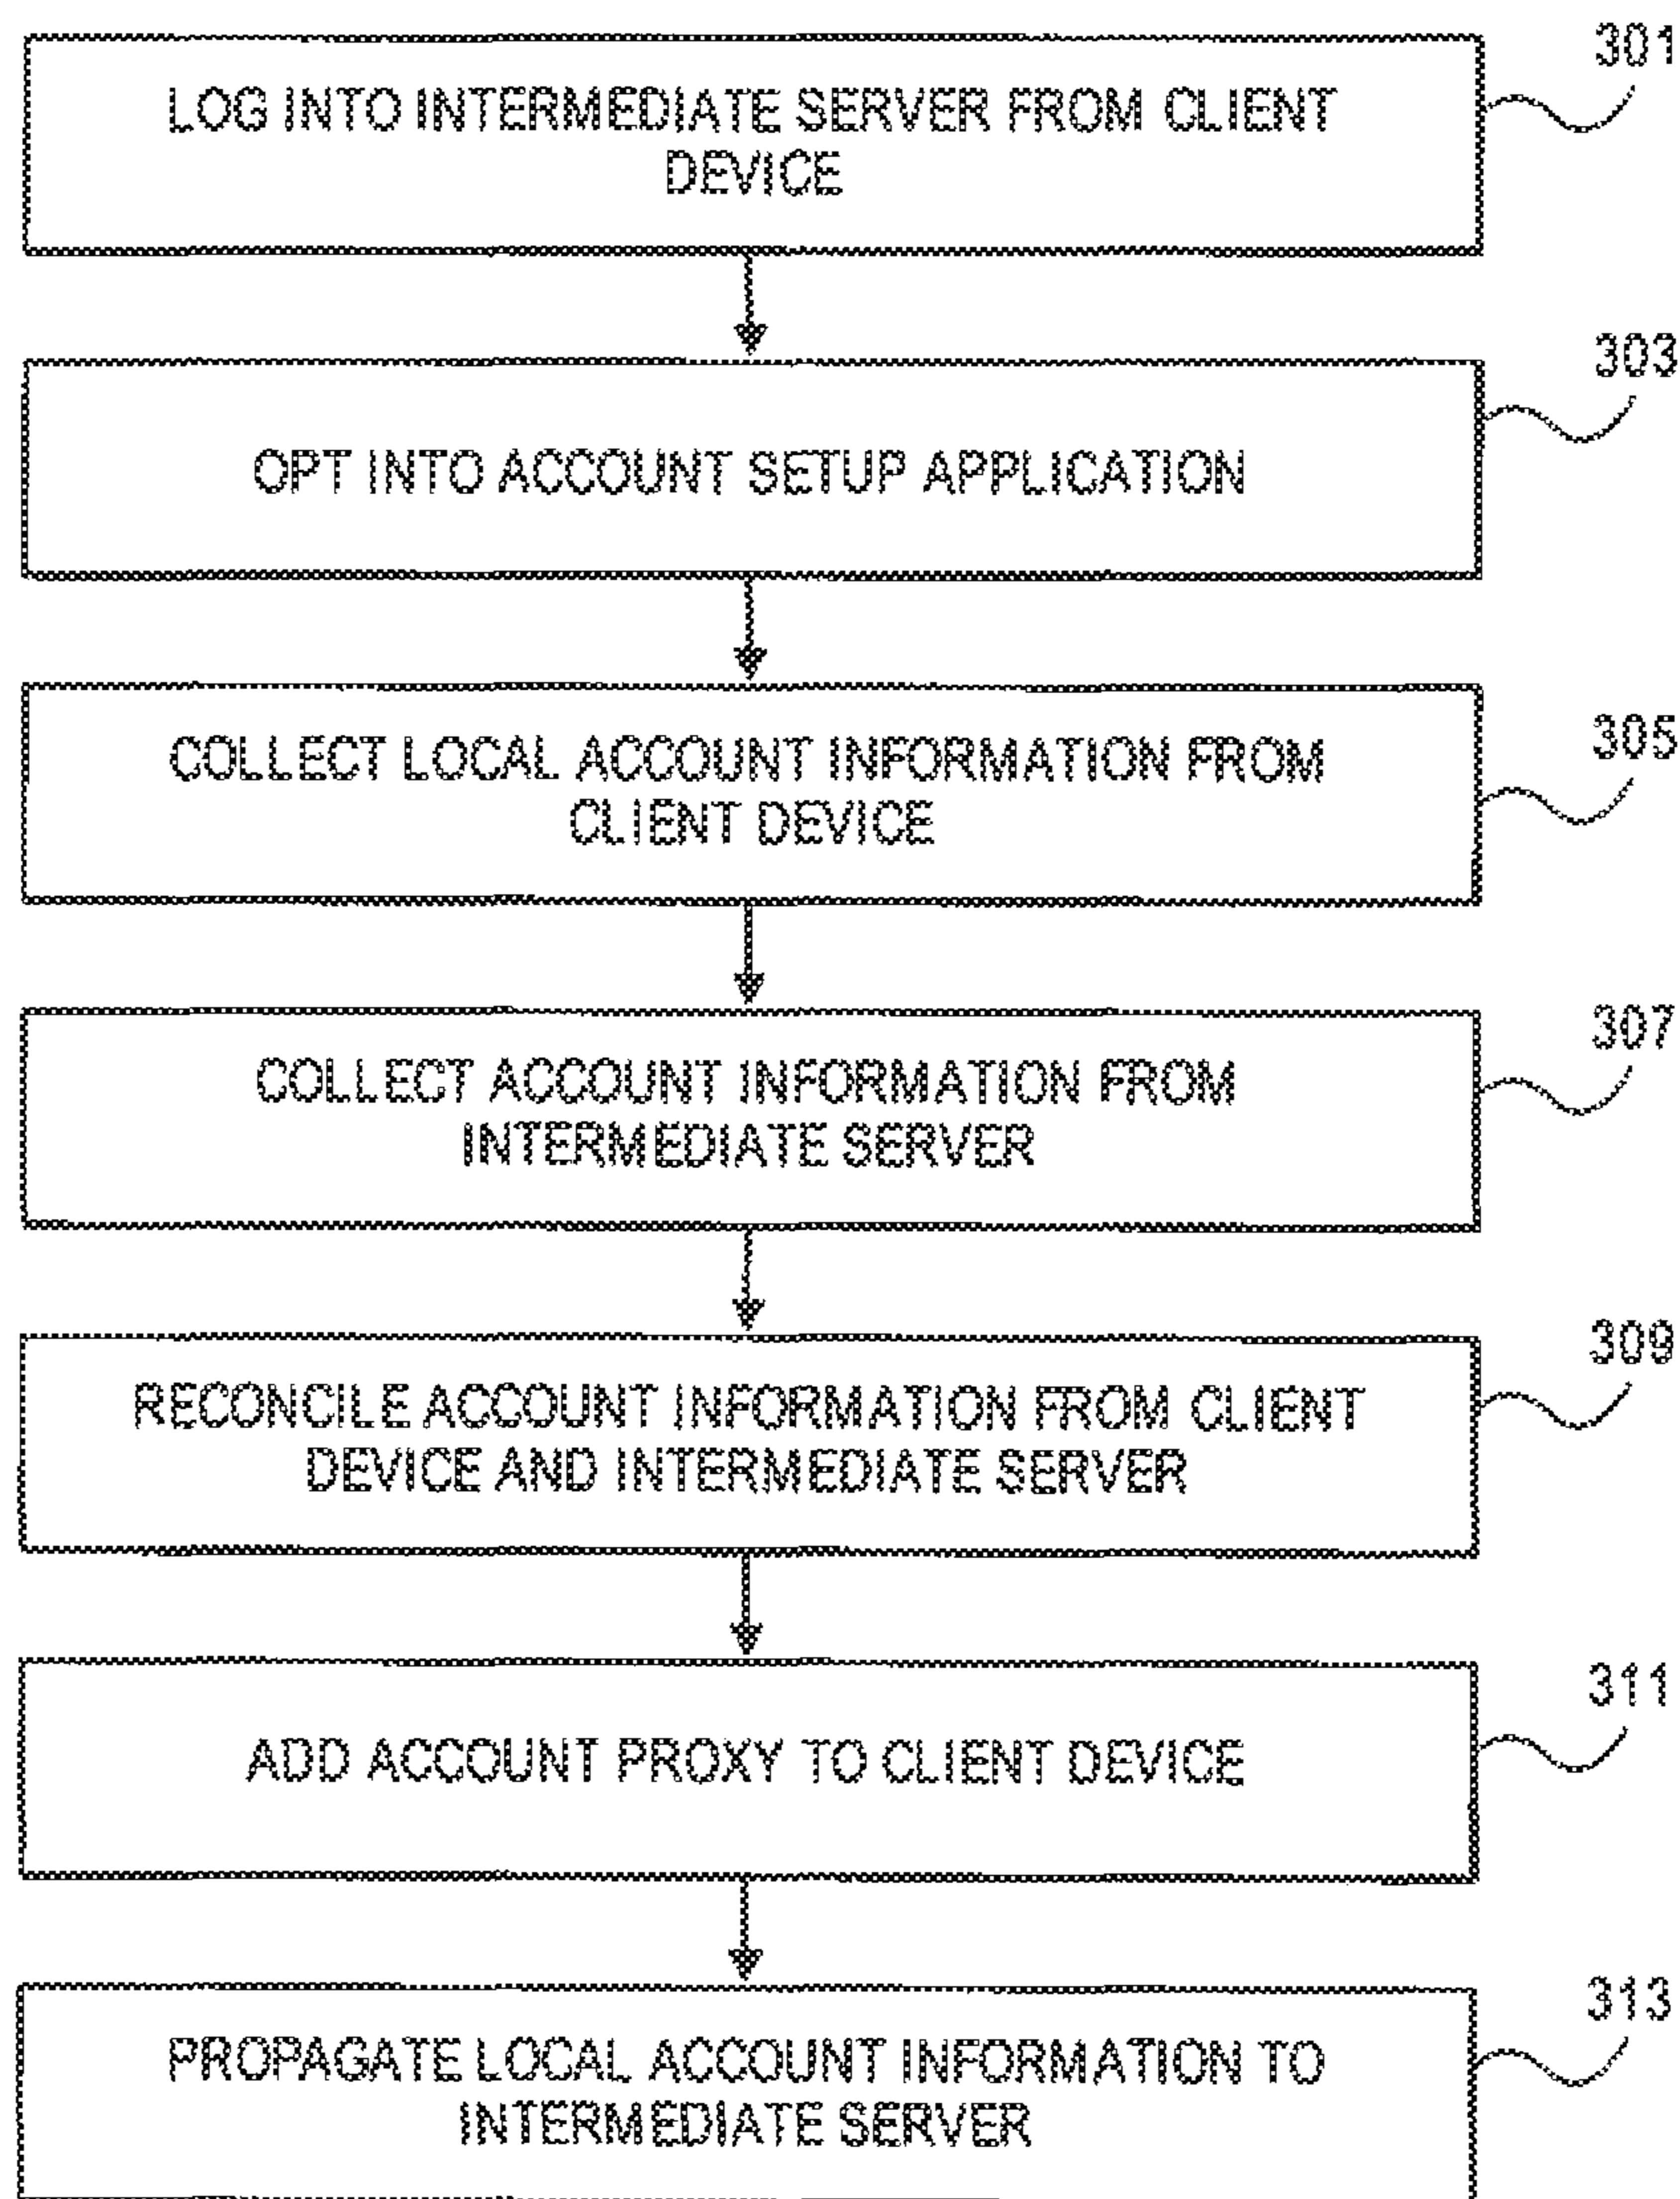 301
LOG INTO INTERMEDIATE SERVER FROM CLIENT
DEVICE
303
OPT INTO ACCOUNT SETUP APPLICATION
305
COLLECT LOCAL ACCOUNT INFORMATION FROM
CLIENT DEVICE
307
COLLECT ACCOUNT INFORMATION FROM
INTERMEDIATE SERVER
309
RECONCILE ACCOUNT INFORMATION FROM CLIENT
DEVICE AND INTERMEDIATE SERVER
311
ADD ACCOUNT PROXY TO CLIENT DEVICE
313
PROPAGATE LOCAL ACCOUNT INFORMATION TO
INTERMEDIATE SERVER